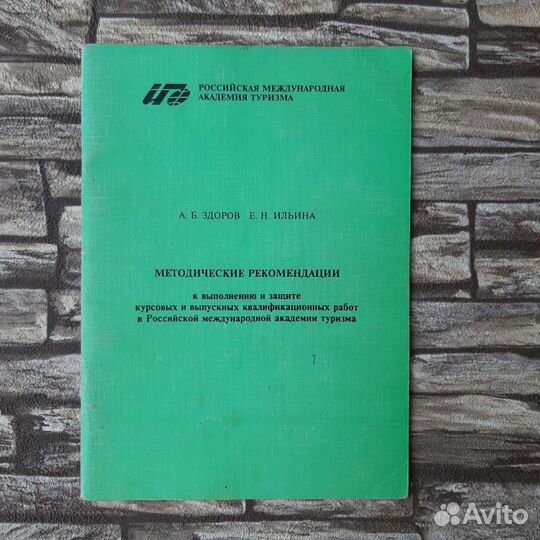 РОССИЙСКАЯ МЕЖДУНАРОДНАЯ
АКАДЕМИЯ ТУРИЗМА
А. Б. ЗДОРОВ Е. Н. ИЛЬИНА
МЕТОДИЧЕСКИЕ РЕКОМЕНДАЦИИ
к выполнению и защите
курсовых и выпускных квалификационных работ
в Российской международной академии туризма
Avito